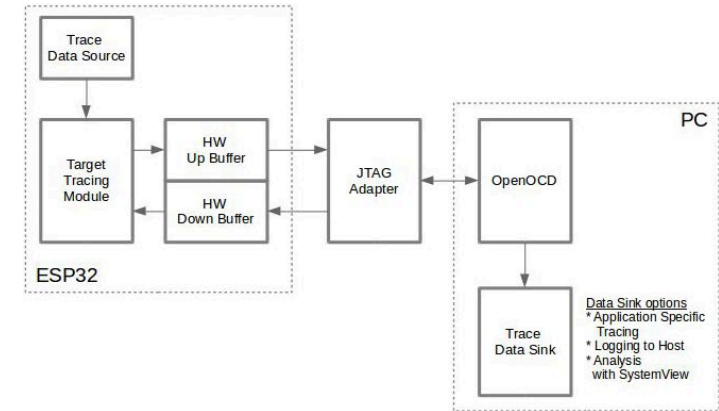 Trace
Data Source
Target
Tracing
Module
HW
Up Buffer
HW
Down Buffer
ESP32
JTAG
Adapter
PC
OpenOCD
Trace
Data Sink
Data Sink options
* Application Specific
Tracing
* Logging to Host
* Analysis
with SystemView